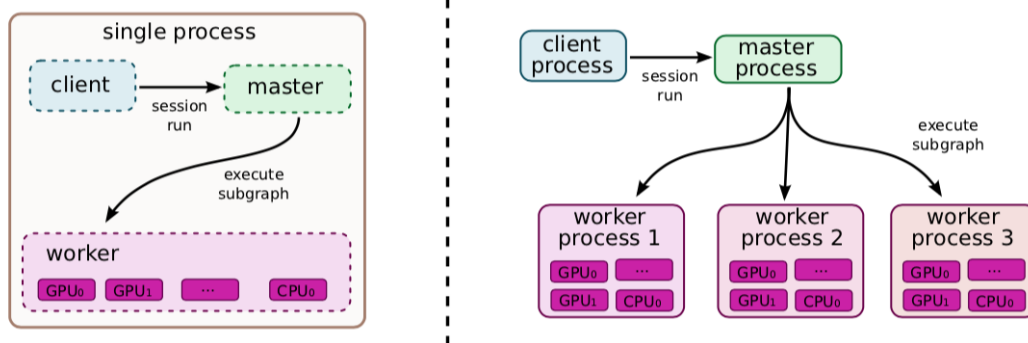 single process
client
master
session
run
execute
subgraph
worker
GPU₀ GPU₁ ... CPU₀
client
process
master
process
session
run
execute
subgraph
worker
process 1
GPU₀ ...
GPU₁ CPU₀
worker
process 2
GPU₀ ...
GPU₁ CPU₀
worker
process 3
GPU₀ ...
GPU₁ CPU₀